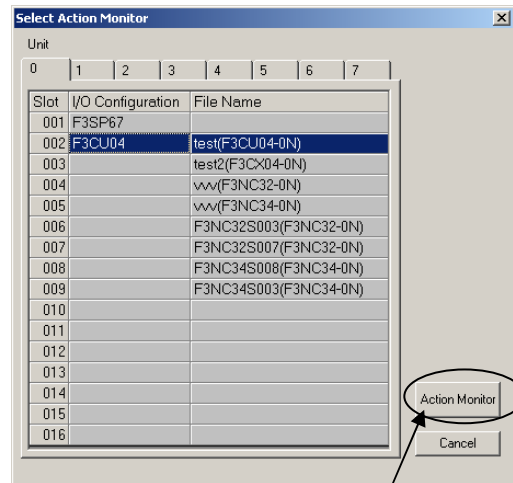 Select Action Monitor
Unit
0 1 2 3 4 5 6 7
Slot I/O Configuration File Name
001 F3SP67
002 F3CU04 test(F3CU04-0N)
003 test2(F3CX04-0N)
004 vvv(F3NC32-0N)
005 vvv(F3NC34-0N)
006 F3NC32S003(F3NC32-0N)
007 F3NC32S007(F3NC32-0N)
008 F3NC34S008(F3NC34-0N)
009 F3NC34S003(F3NC34-0N)
010
011
012
013
014
015
016
Action Monitor
Cancel